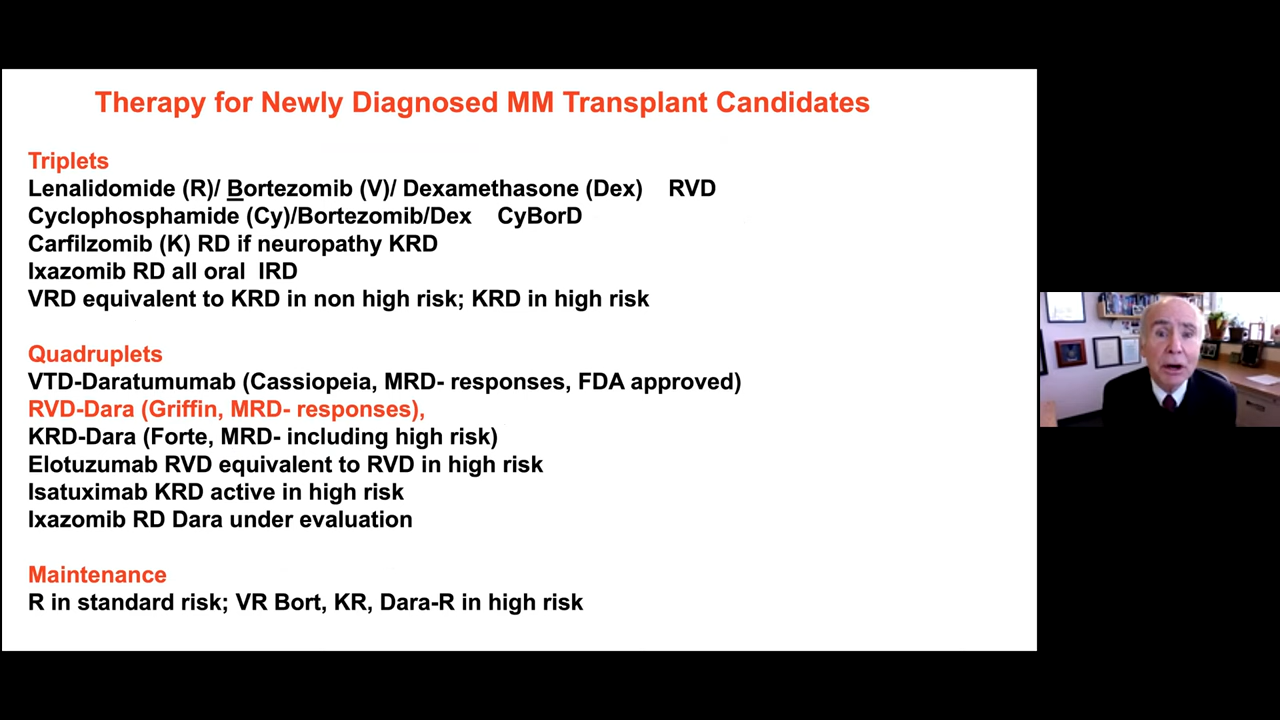 Therapy for Newly Diagnosed MM Transplant Candidates
Triplets
Lenalidomide (R)/ Bortezomib (V)/ Dexamethasone (Dex) RVD
Cyclophosphamide (Cy)/Bortezomib/Dex CyBorD
Carfilzomib (K) RD if neuropathy KRD
Ixazomib RD all oral IRD
VRD equivalent to KRD in non high risk; KRD in high risk
Quadruplets
VTD-Daratumumab (Cassiopeia, MRD- responses, FDA approved)
RVD-Dara (Griffin, MRD- responses),
KRD-Dara (Forte, MRD- including high risk)
Elotuzumab RVD equivalent to RVD in high risk
Isatuximab KRD active in high risk
Ixazomib RD Dara under evaluation
Maintenance
R in standard risk; VR Bort, KR, Dara-R in high risk